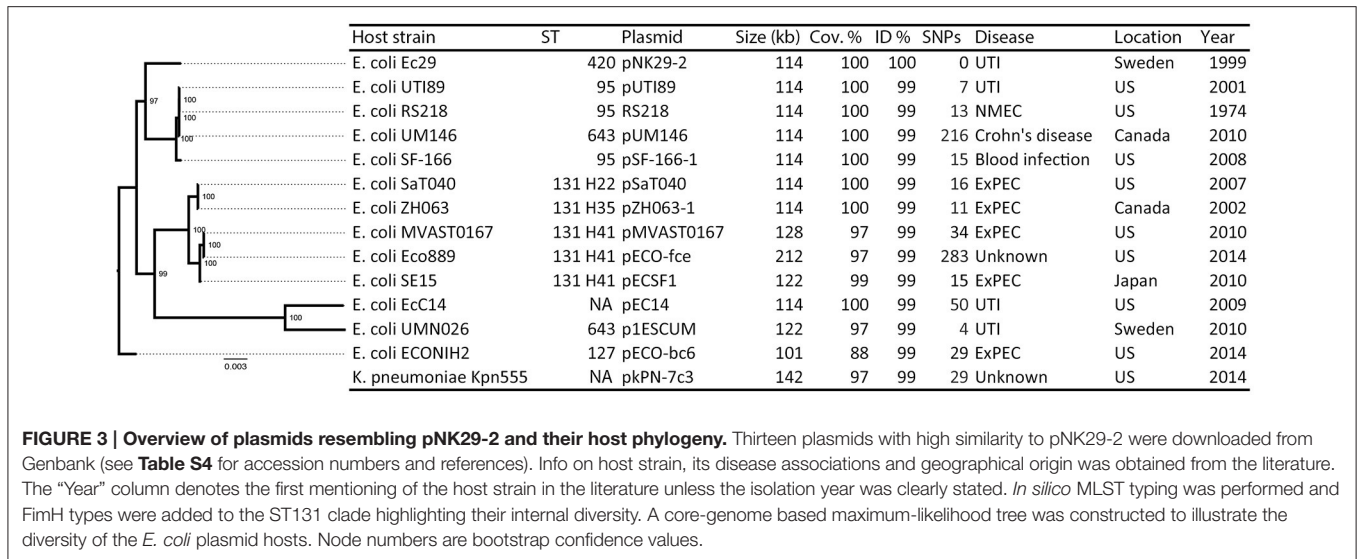 Host strain ST Plasmid Size (kb) Cov. % ID % SNPs Disease Location Year
E. coli Ec29 420 pNK29-2 114 100 100 0 UTI Sweden 1999
E. coli UTI89 95 pUTI89 114 100 99 7 UTI US 2001
E. coli RS218 95 RS218 114 100 99 13 NMEC US 1974
E. coli UM146 643 pUM146 114 100 99 216 Crohn's disease Canada 2010
E. coli SF-166 95 pSF-166-1 114 100 99 15 Blood infection US 2008
E. coli SaT040 131 H22 pSaT040 114 100 99 16 ExPEC US 2007
E. coli ZH063 131 H35 pZH063-1 114 100 99 11 ExPEC Canada 2002
E. coli MVAST0167 131 H41 pMVAST0167 128 97 99 34 ExPEC US 2010
E. coli Eco889 131 H41 pECO-fce 212 97 99 283 Unknown US 2014
E. coli SE15 131 H41 pECSF1 122 99 99 15 ExPEC Japan 2010
E. coli EcC14 NA pEC14 114 100 99 50 UTI US 2009
E. coli UMN026 643 p1ESCUM 122 97 99 4 UTI Sweden 2010
E. coli ECONIH2 127 pECO-bc6 101 88 99 29 ExPEC US 2014
K. pneumoniae Kpn555 NA pkPN-7c3 142 97 99 29 Unknown US 2014
97
100
100
100
100
100
100
100
99
100
0.003
FIGURE 3 | Overview of plasmids resembling pNK29-2 and their host phylogeny. Thirteen plasmids with high similarity to pNK29-2 were downloaded from
Genbank (see Table S4 for accession numbers and references). Info on host strain, its disease associations and geographical origin was obtained from the literature.
The “Year” column denotes the first mentioning of the host strain in the literature unless the isolation year was clearly stated. In silico MLST typing was performed and
FimH types were added to the ST131 clade highlighting their internal diversity. A core-genome based maximum-likelihood tree was constructed to illustrate the
diversity of the E. coli plasmid hosts. Node numbers are bootstrap confidence values.